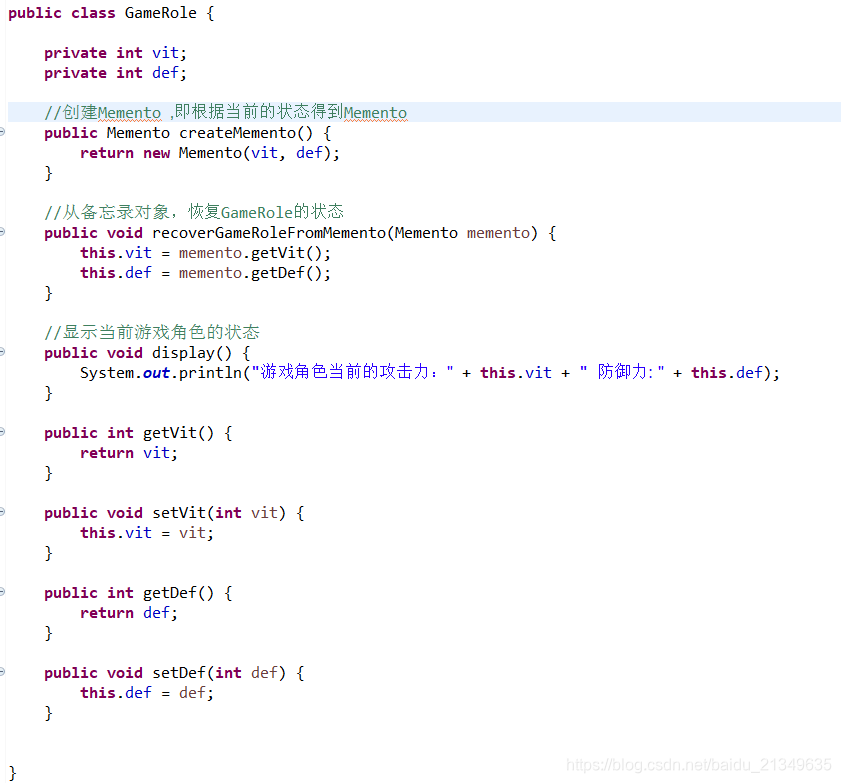 public class GameRole {
private int vit;
private int def;
//创建Memento ,即根据当前的状态得到Memento
public Memento createMemento() {
return new Memento(vit, def);
}
//从备忘录对象，恢复GameRole的状态
public void recoverGameRoleFromMemento(Memento memento) {
this.vit = memento.getVit();
this.def = memento.getDef();
}
//显示当前游戏角色的状态
public void display() {
System.out.println("游戏角色当前的攻击力：" + this.vit + " 防御力:" + this.def);
}
public int getVit() {
return vit;
}
public void setVit(int vit) {
this.vit = vit;
}
public int getDef() {
return def;
}
public void setDef(int def) {
this.def = def;
}
}
https://blog.csdn.net/baidu_21349635